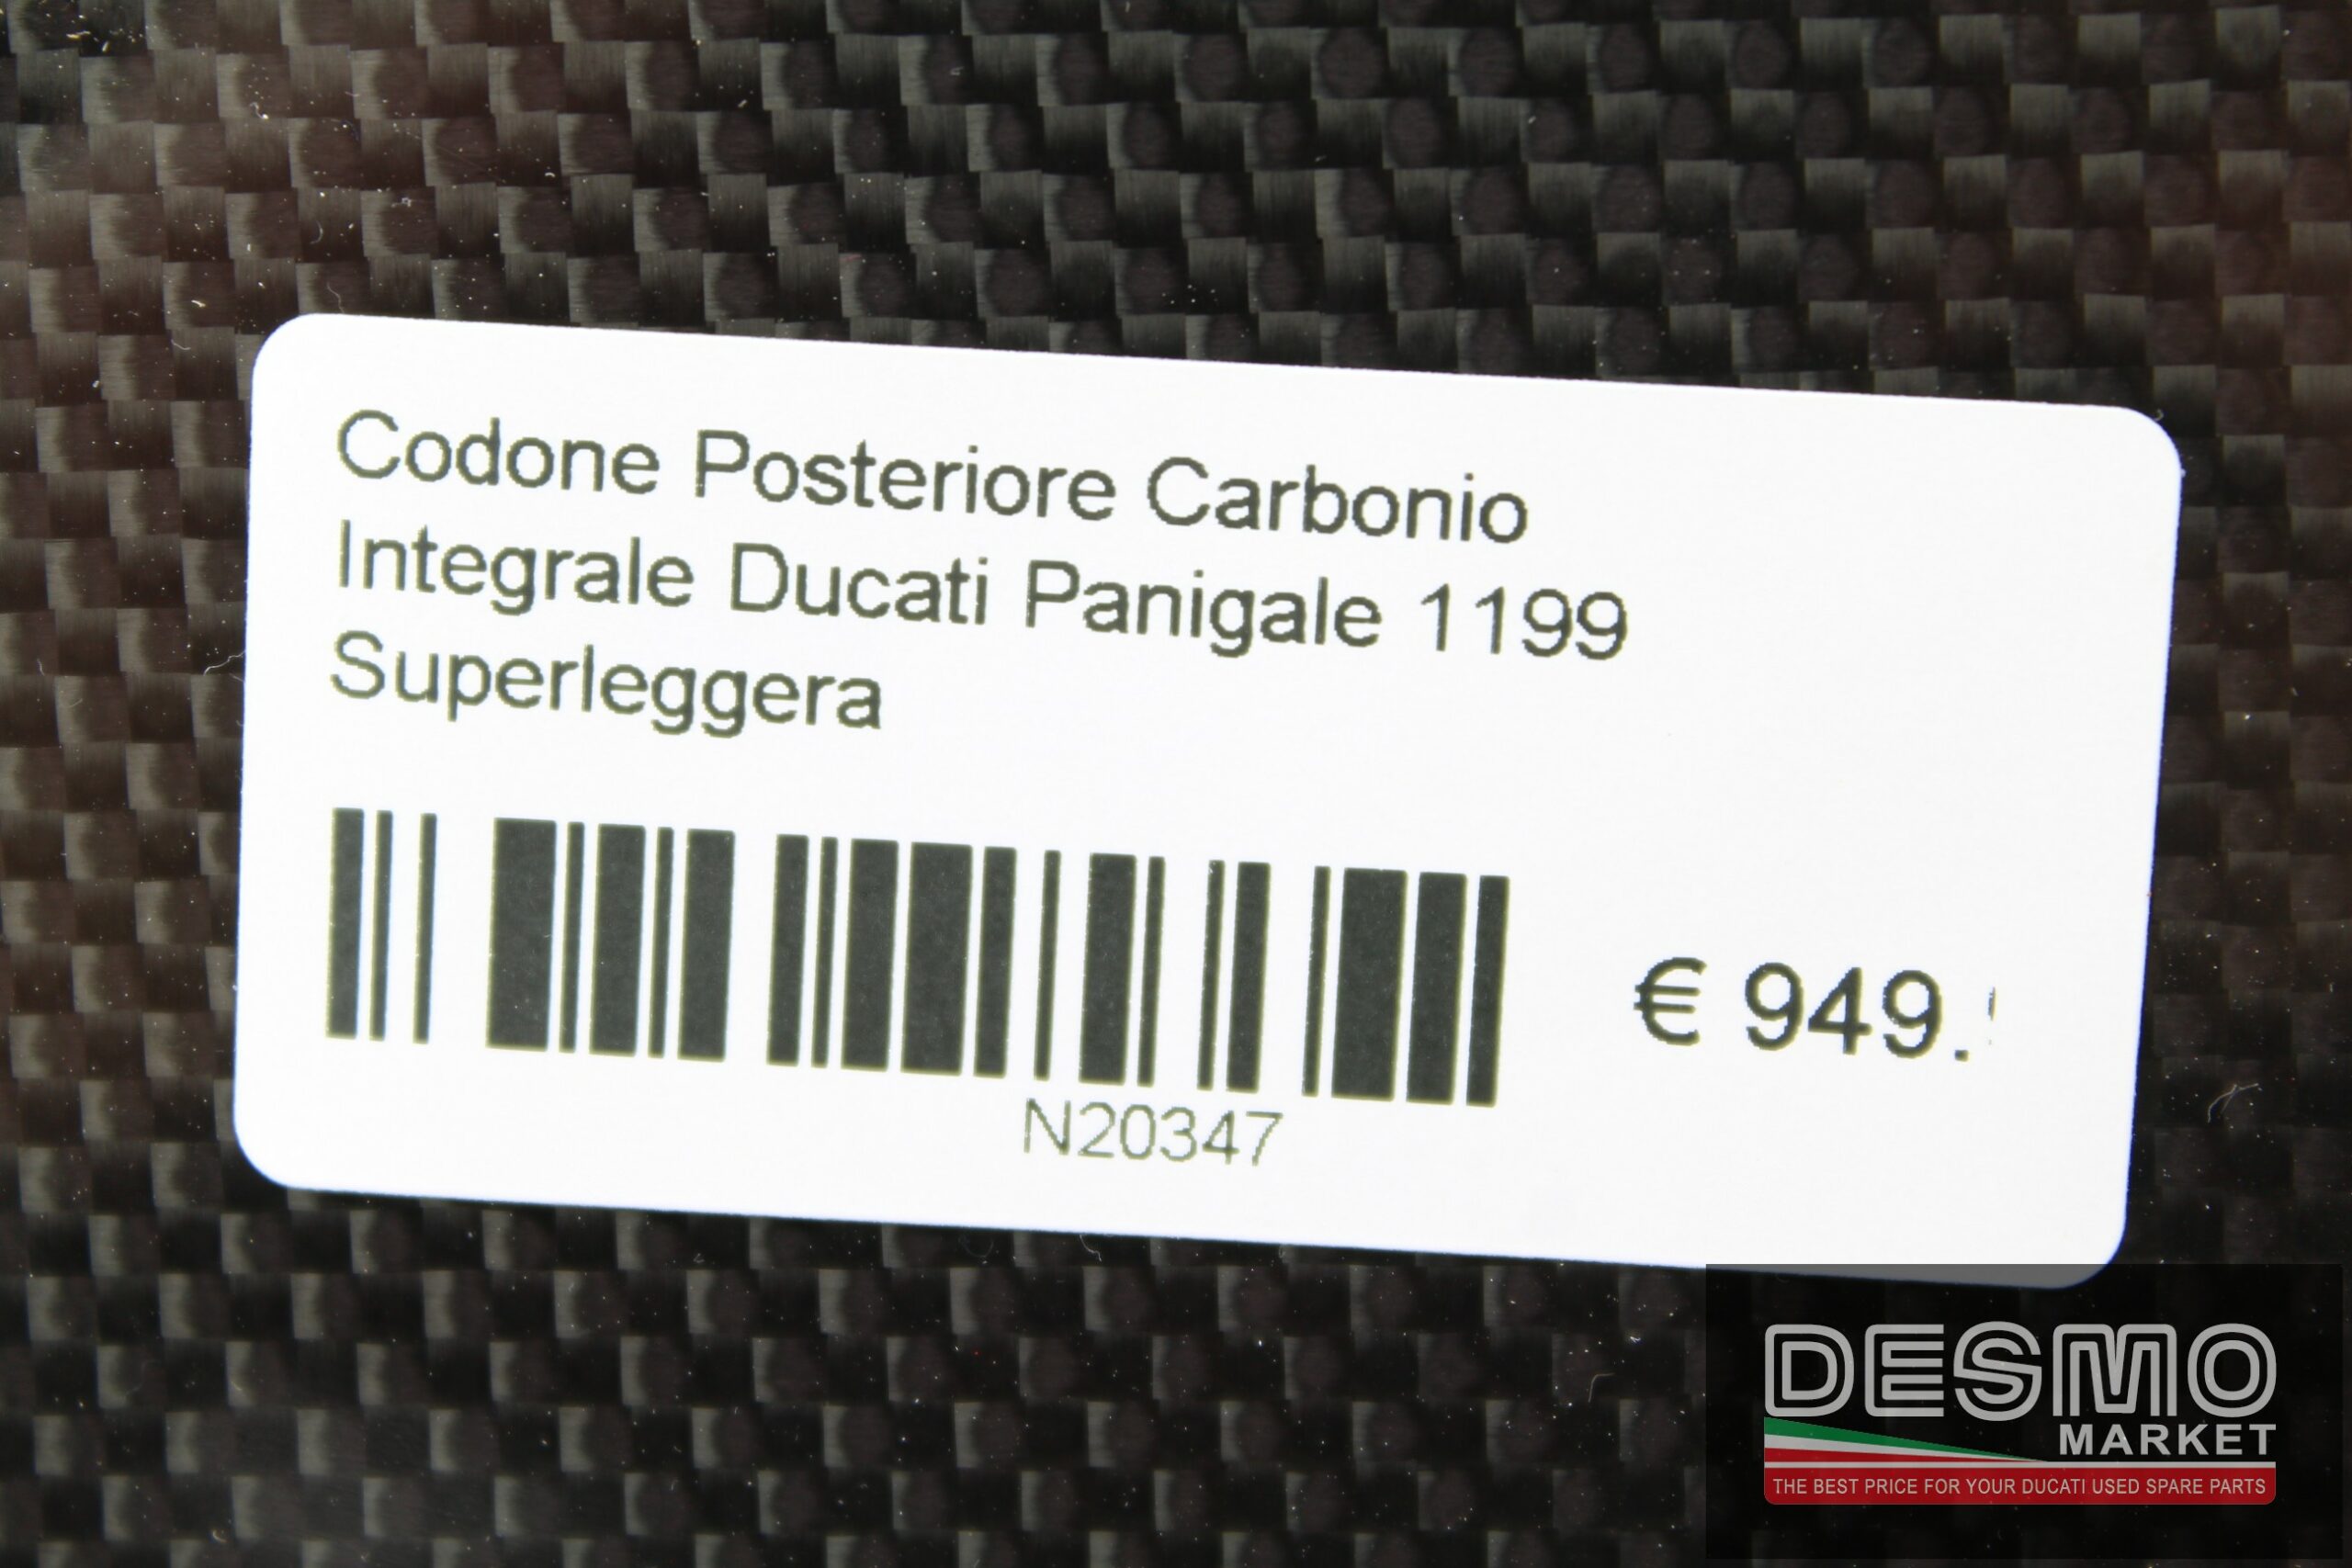 Codone Posteriore Carbonio
Integrale Ducati Panigale 1199
Superleggera
€ 949.
N20347
DESMO
MARKET
THE BEST PRICE FOR YOUR DUCATI USED SPARE PARTS